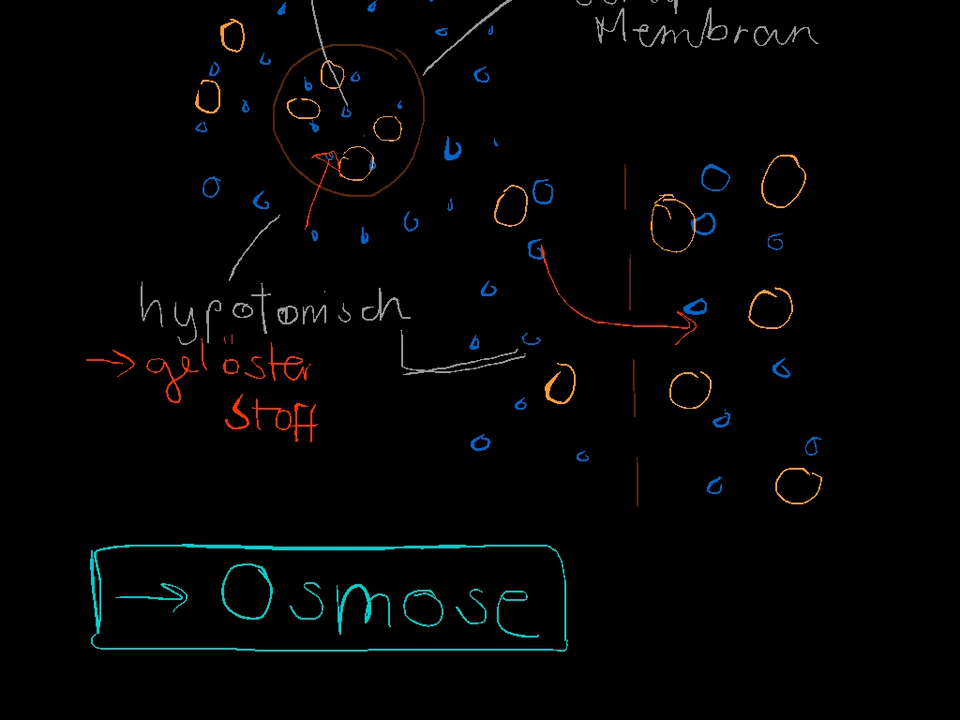 Membran
hypotonisch
→ gelöster
Stoff
→ Osmose